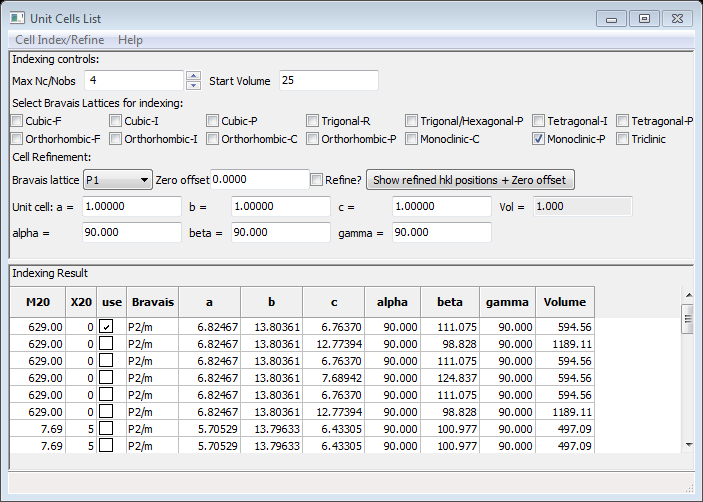 Unit Cells List
Cell Index/Refine Help
Indexing controls:
Max Nc/Nobs 4 Start Volume 25
Select Bravais Lattices for indexing:
Cubic-F Cubic-I Cubic-P Trigonal-R Trigonal/Hexagonal-P Tetragonal-I Tetragonal-P
Orthorhombic-F Orthorhombic-I Orthorhombic-C Orthorhombic-P Monoclinic-C Monoclinic-P Triclinic
Cell Refinement:
Bravais lattice P1 Zero offset 0.0000 Refine? Show refined hkl positions + Zero offset
Unit cell: a = 1.00000 b = 1.00000 c = 1.00000 Vol = 1.000
alpha = 90.000 beta = 90.000 gamma = 90.000
Indexing Result
M20 X20 use Bravais a b c alpha beta gamma Volume
629.00 0 P2/m 6.82467 13.80361 6.76370 90.000 111.075 90.000 594.56
629.00 0 P2/m 6.82467 13.80361 12.77394 90.000 98.828 90.000 1189.11
629.00 0 P2/m 6.82467 13.80361 6.76370 90.000 111.075 90.000 594.56
629.00 0 P2/m 6.82467 13.80361 7.68942 90.000 124.837 90.000 594.56
629.00 0 P2/m 6.82467 13.80361 6.76370 90.000 111.075 90.000 594.56
629.00 0 P2/m 6.82467 13.80361 12.77394 90.000 98.828 90.000 1189.11
7.69 5 P2/m 5.70529 13.79633 6.43305 90.000 100.977 90.000 497.09
7.69 5 P2/m 5.70529 13.79633 6.43305 90.000 100.977 90.000 497.09